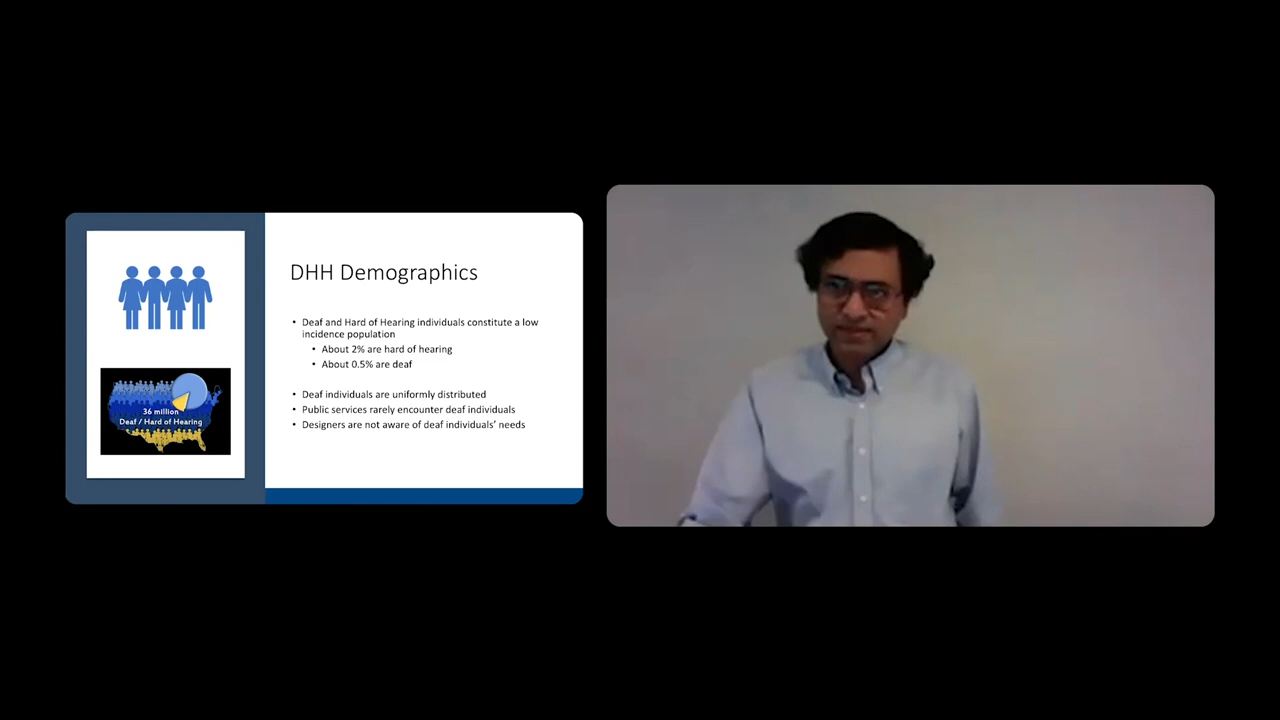 DHH Demographics
• Deaf and Hard of Hearing individuals constitute a low
incidence population
• About 2% are hard of hearing
• About 0.5% are deaf
• Deaf individuals are uniformly distributed
• Public services rarely encounter deaf individuals
• Designers are not aware of deaf individuals’ needs
36 million
Deaf / Hard of Hearing